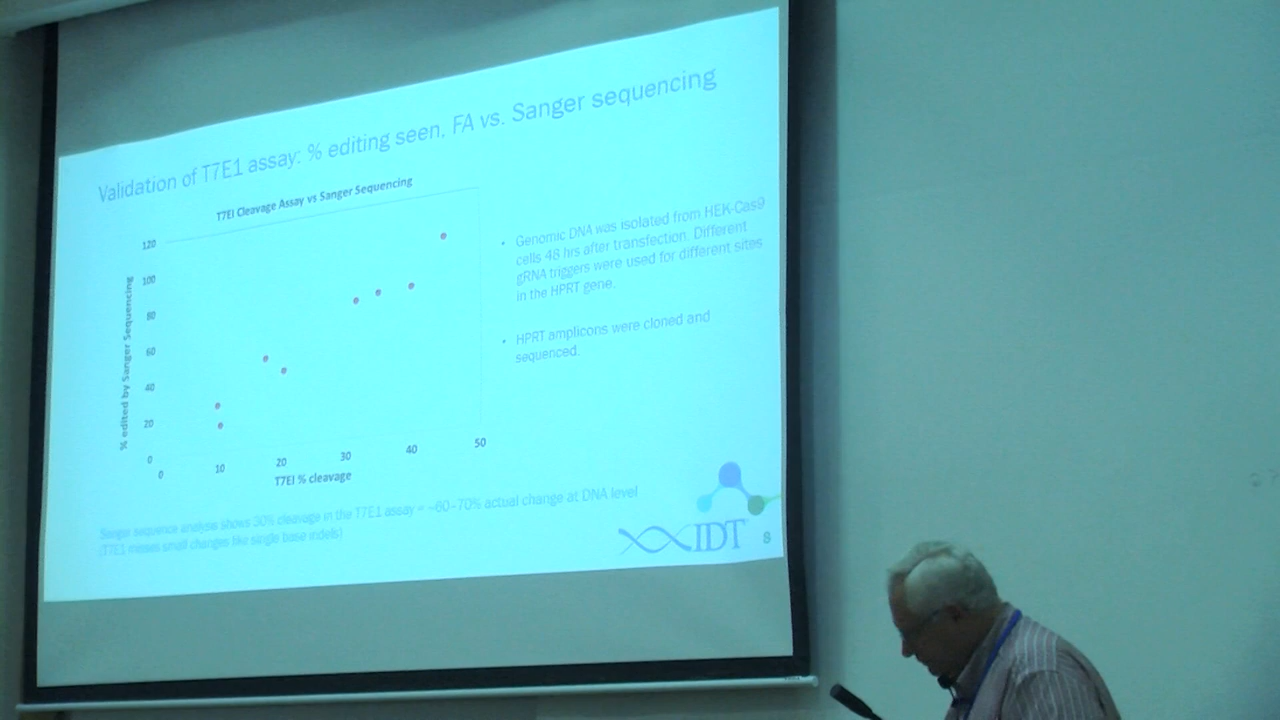 Validation of T7E1 assay: % editing seen, FA vs. Sanger sequencing
T7EI Cleavage Assay vs Sanger Sequencing
% edited by Sanger Sequencing
120
100
80
60
40
20
0
0
10
20
30
40
50
T7EI % cleavage
• Genomic DNA was isolated from HEK-Cas9
cells 48 hrs after transfection. Different
gRNA triggers were used for different sites
in the HPRT gene.
• HPRT amplicons were cloned and
sequenced.
Sanger sequence analysis shows 30% cleavage in the T7E1 assay = ~60–70% actual change at DNA level
(T7E1 misses small changes like single base indels)
IDT
8